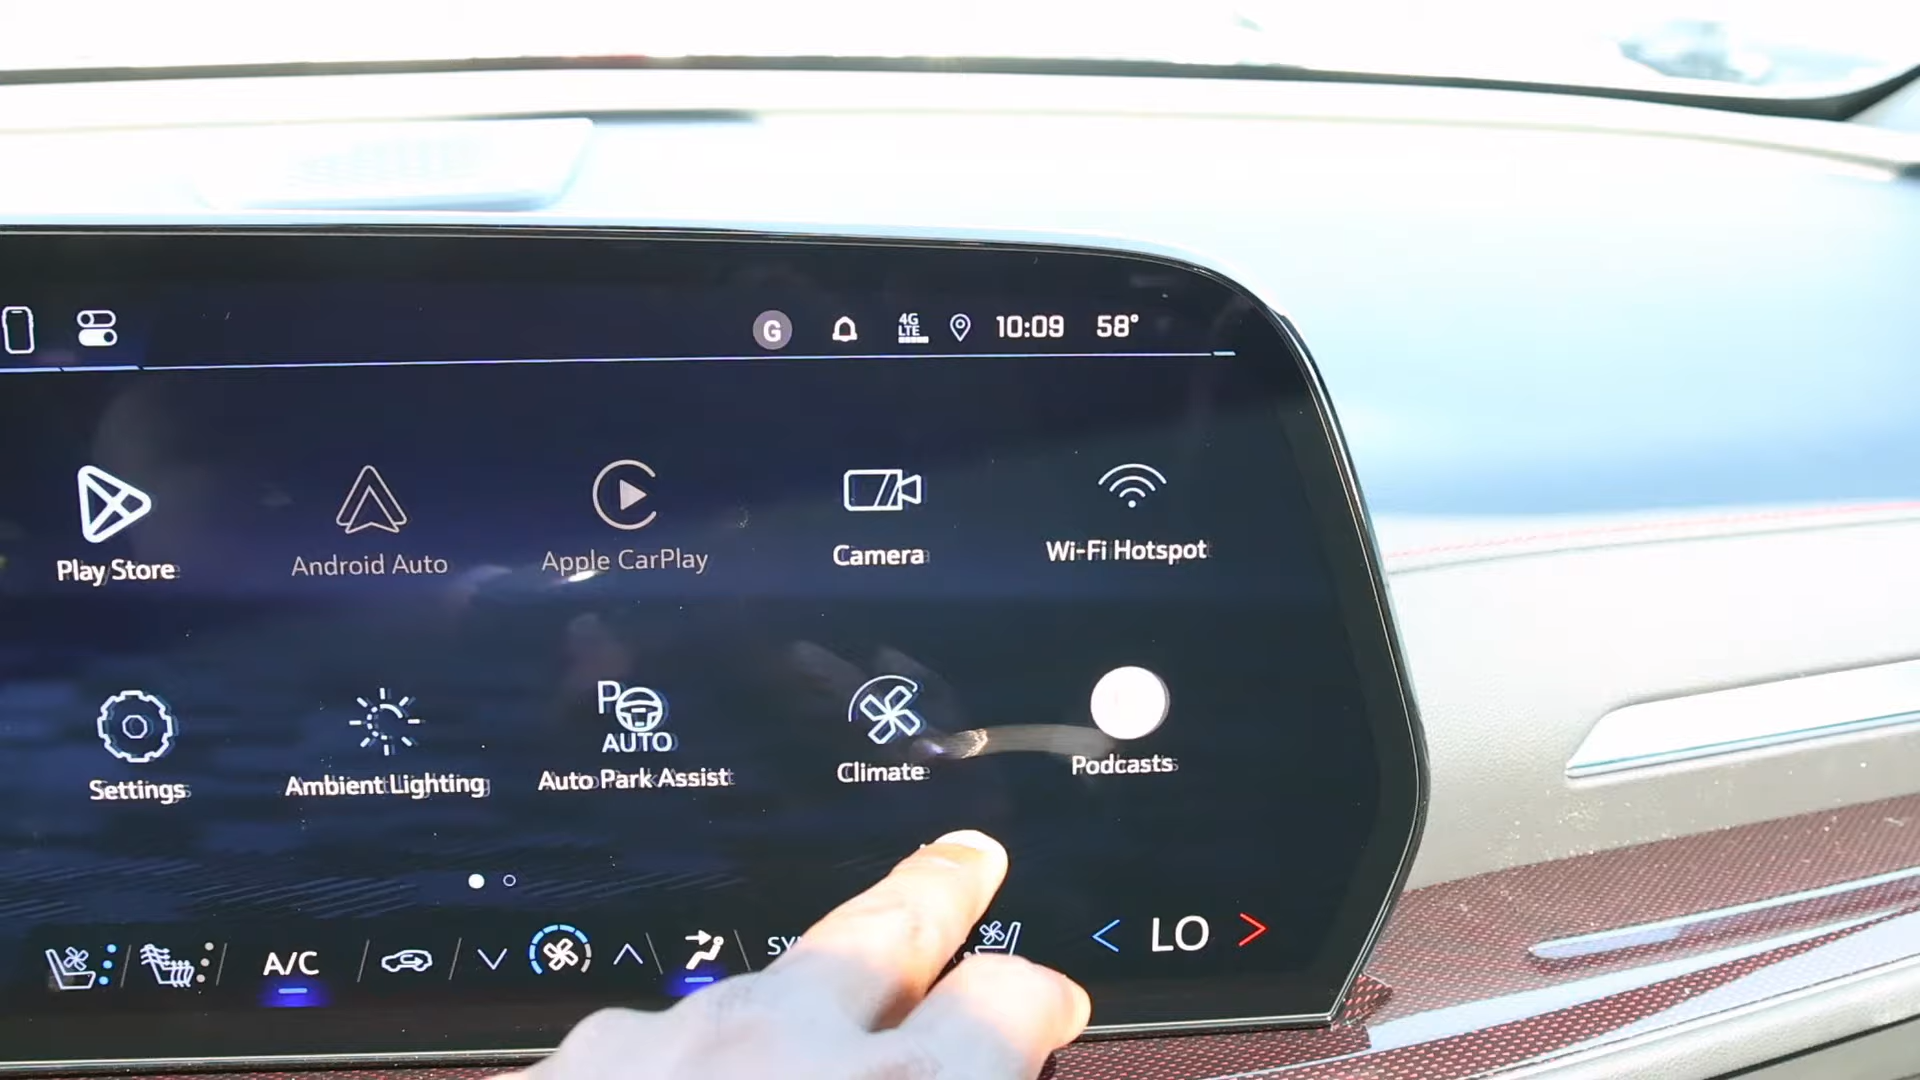 G 4G LTE 10:09 58°
Play Store Android Auto Apple CarPlay Camera Wi-Fi Hotspot
P
AUTO
Settings Ambient Lighting Auto Park Assist Climate Podcasts
A/C LO